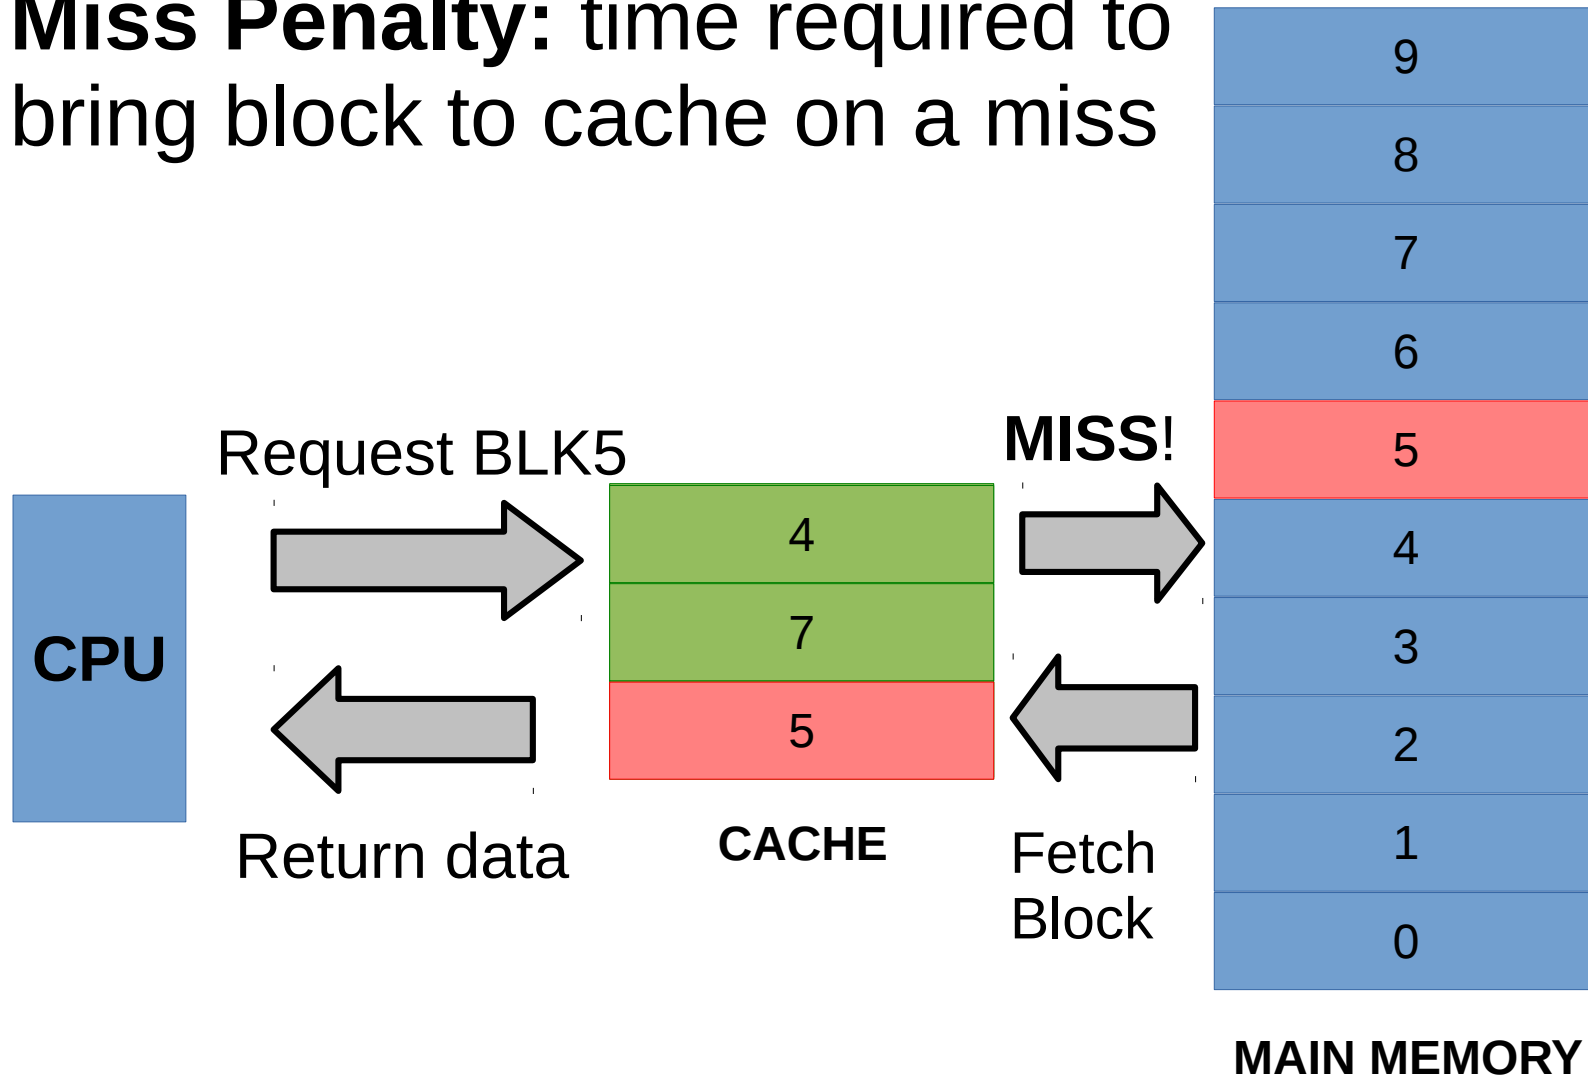 Miss Penalty: time required to
bring block to cache on a miss
9
8
7
6
5
4
3
2
1
0
MAIN MEMORY
Request BLK5
MISS!
CPU
4
7
5
CACHE
Return data
Fetch
Block